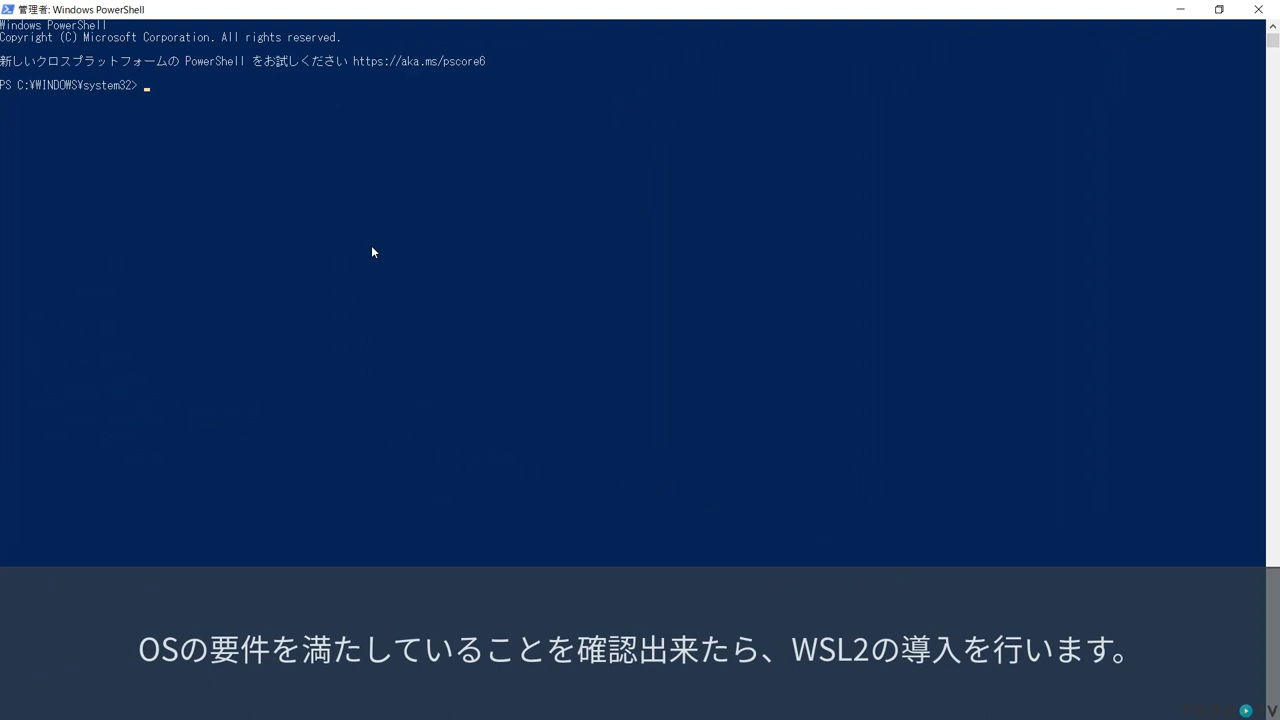 管理者: Windows PowerShell
Windows PowerShell
Copyright (C) Microsoft Corporation. All rights reserved.
新しいクロスプラットフォームの PowerShell をお試しください https://aka.ms/pscore6
PS C:¥WINDOWS¥system32>
OSの要件を満たしていることを確認出来たら、WSL2の導入を行います。